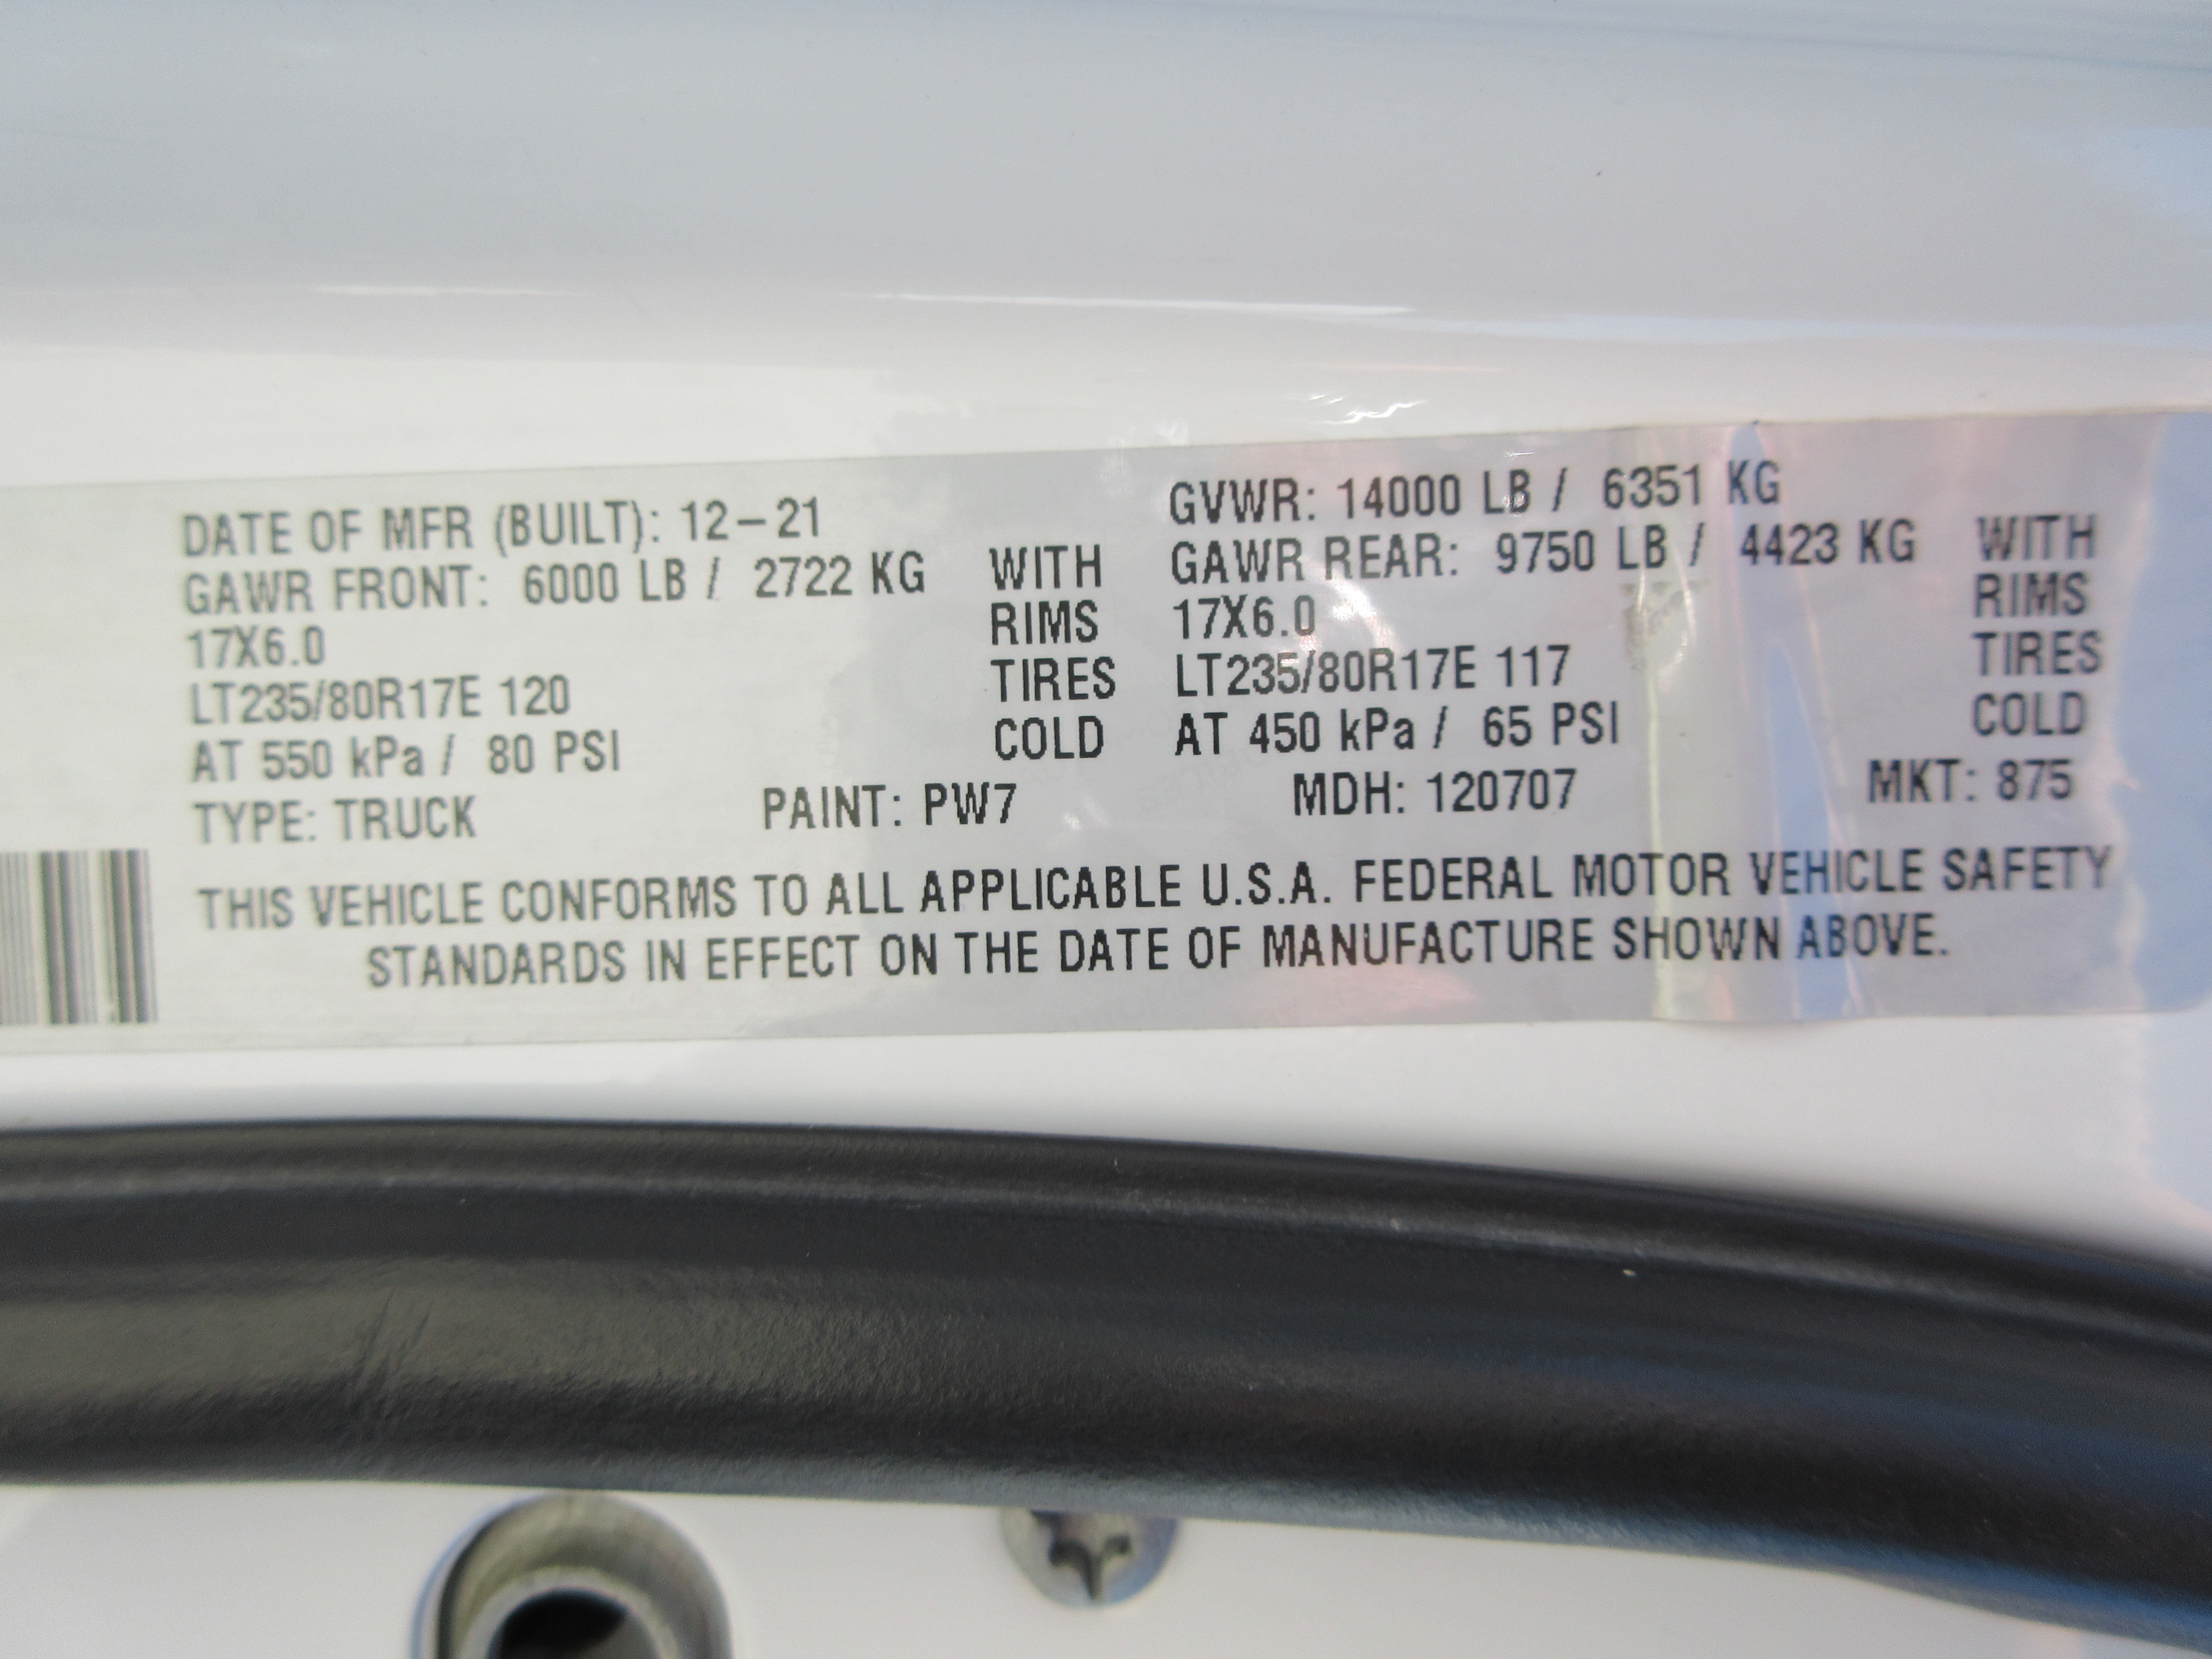 DATE OF MFR (BUILT): 12-21 GVWR: 14000 LB / 6351 KG
GAWR FRONT: 6000 LB / 2722 KG WITH GAWR REAR: 9750 LB / 4423 KG WITH
17X6.0 RIMS 17X6.0 RIMS
LT235/80R17E 120 TIRES LT235/80R17E 117 TIRES
AT 550 kPa / 80 PSI COLD AT 450 kPa / 65 PSI COLD
TYPE: TRUCK PAINT: PW7 MDH: 120707 MKT: 875
THIS VEHICLE CONFORMS TO ALL APPLICABLE U.S.A. FEDERAL MOTOR VEHICLE SAFETY
STANDARDS IN EFFECT ON THE DATE OF MANUFACTURE SHOWN ABOVE.